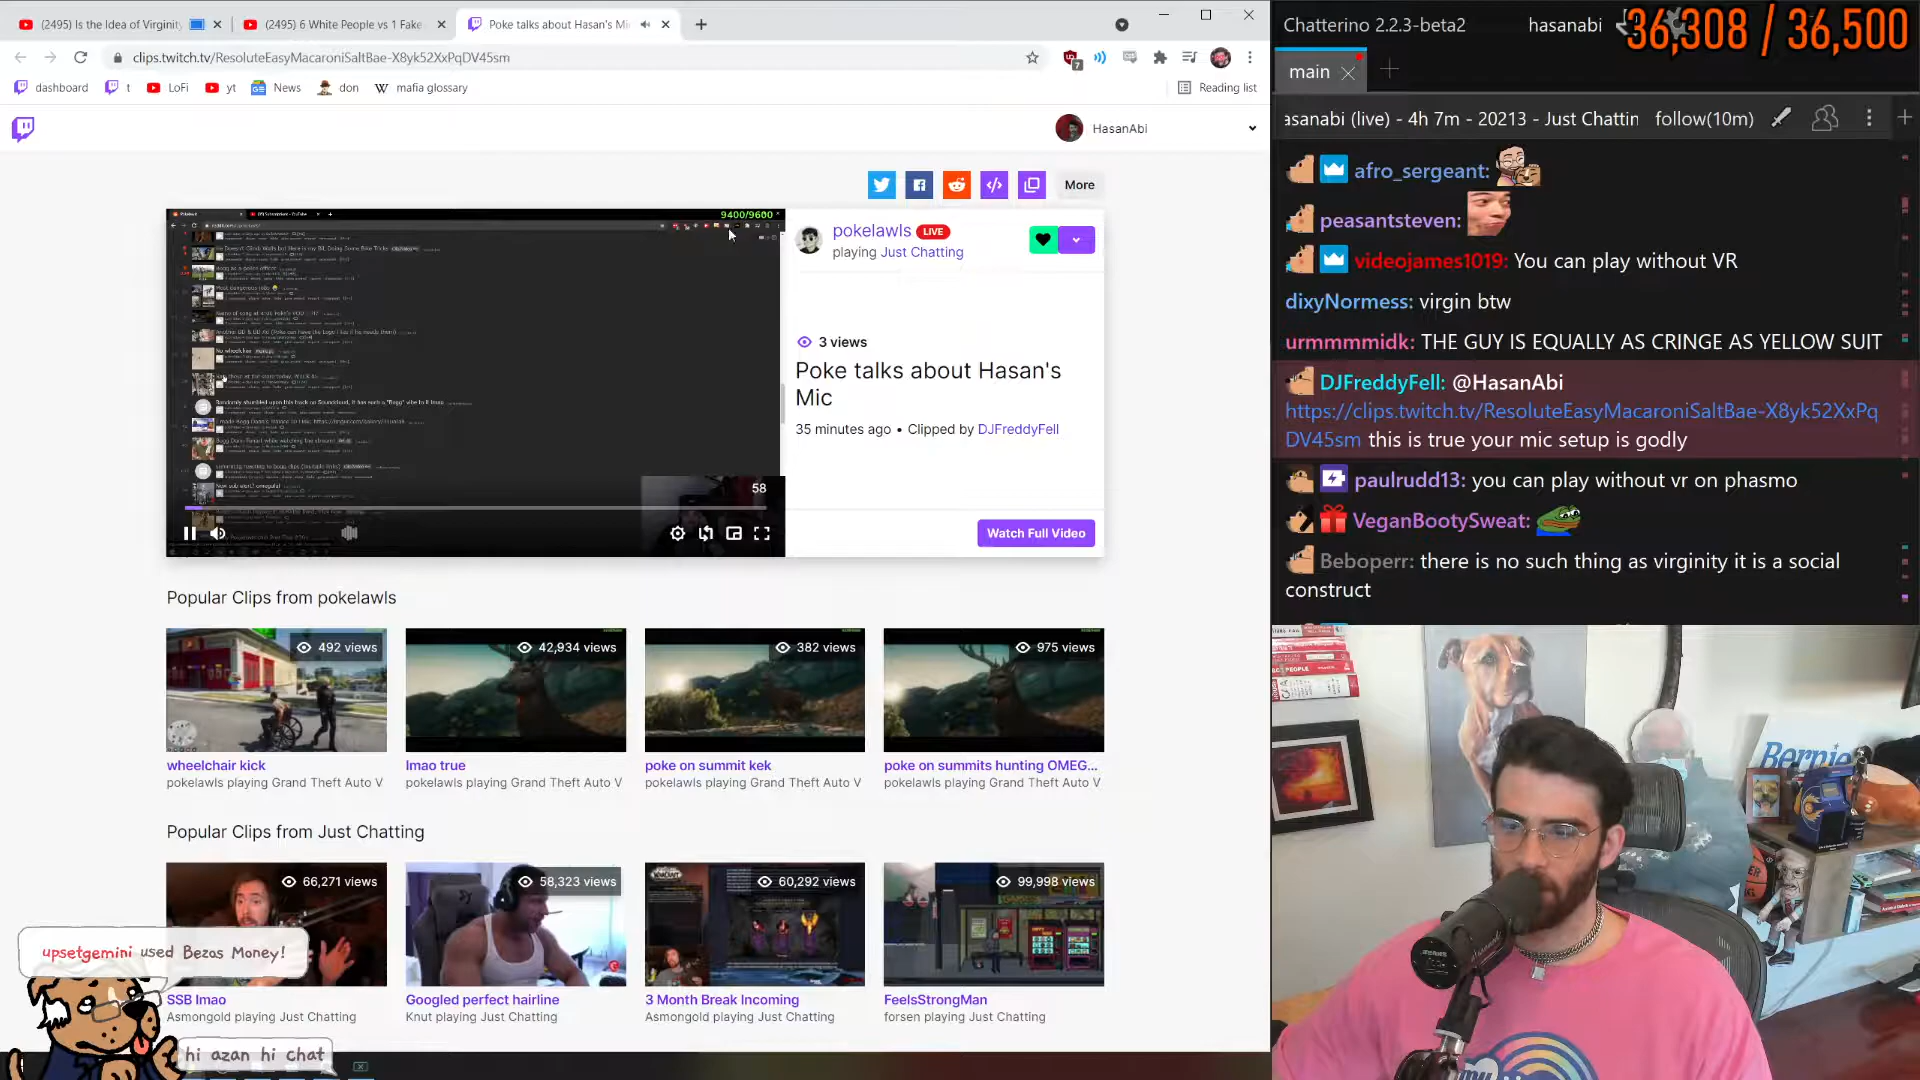 (2495) Is the Idea of Virginity
(2495) 6 White People vs 1 Fake
Poke talks about Hasan's Mi
clips.twitch.tv/ResoluteEasyMacaroniSaltBae-X8yk52XxPqDV45sm
7
dashboard
t
LoFi
yt
News
don
mafia glossary
Reading list
HasanAbi
More
9400/9600
58
pokelawls LIVE
playing Just Chatting
3 views
Poke talks about Hasan's
Mic
35 minutes ago • Clipped by DJFreddyFell
Watch Full Video
Popular Clips from pokelawls
492 views
42,934 views
382 views
975 views
wheelchair kick
lmao true
poke on summit kek
poke on summits hunting OMEG...
pokelawls playing Grand Theft Auto V
pokelawls playing Grand Theft Auto V
pokelawls playing Grand Theft Auto V
pokelawls playing Grand Theft Auto V
Popular Clips from Just Chatting
66,271 views
58,323 views
60,292 views
99,998 views
SSB lmao
Googled perfect hairline
3 Month Break Incoming
FeelsStrongMan
Asmongold playing Just Chatting
Knut playing Just Chatting
Asmongold playing Just Chatting
forsen playing Just Chatting
upsetgemini used Bezos Money!
hi azan hi chat
Chatterino 2.2.3-beta2
hasanabi
36,308 / 36,500
main
asanabi (live) - 4h 7m - 20213 - Just Chattin
follow(10m)
afro_sergeant:
peasantsteven:
videojames1019: You can play without VR
dixyNormess: virgin btw
urmmmmidk: THE GUY IS EQUALLY AS CRINGE AS YELLOW SUIT
DJFreddyFell: @HasanAbi
https://clips.twitch.tv/ResoluteEasyMacaroniSaltBae-X8yk52XxPq
DV45sm this is true your mic setup is godly
paulrudd13: you can play without vr on phasmo
VeganBootySweat:
Beboperr: there is no such thing as virginity it is a social
construct
Bernie